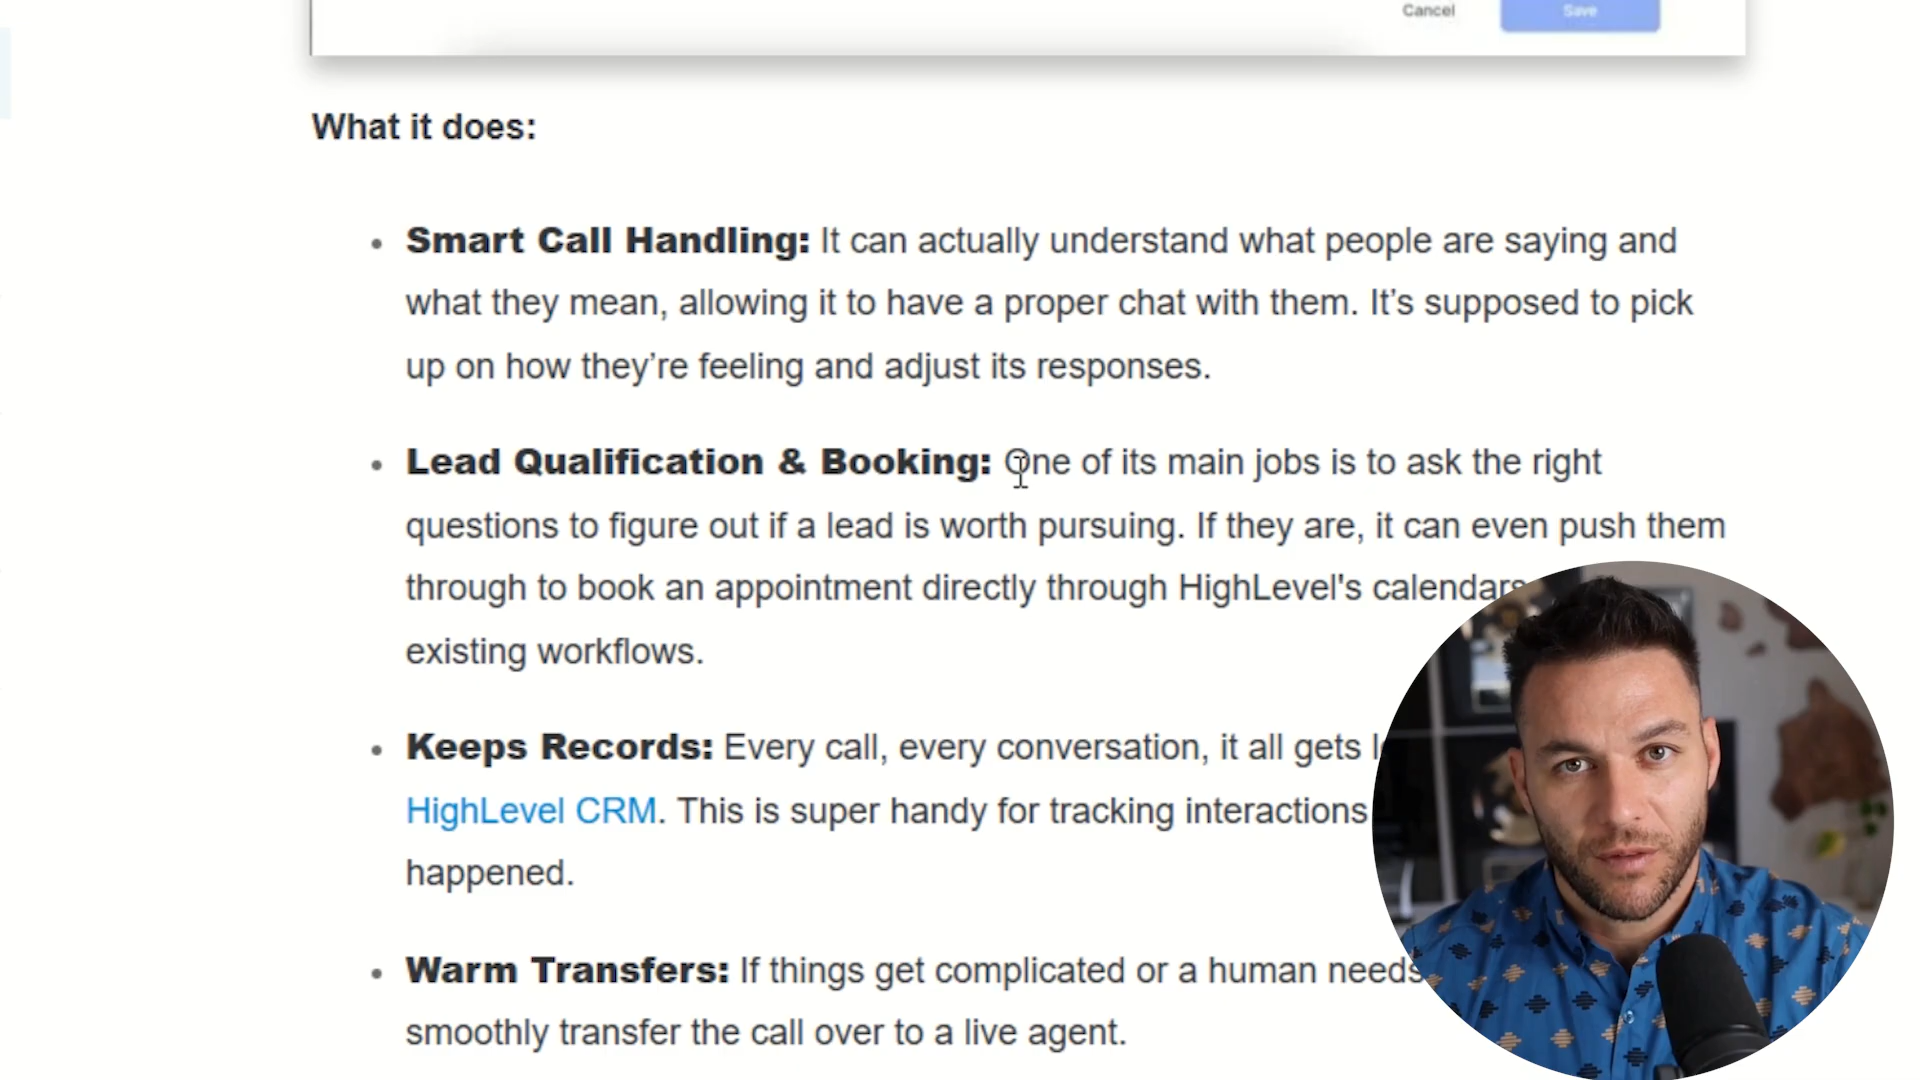 Cancel
Save
What it does:
• Smart Call Handling: It can actually understand what people are saying and
what they mean, allowing it to have a proper chat with them. It’s supposed to pick
up on how they’re feeling and adjust its responses.
• Lead Qualification & Booking: One of its main jobs is to ask the right
questions to figure out if a lead is worth pursuing. If they are, it can even push them
through to book an appointment directly through HighLevel's calendars
existing workflows.
• Keeps Records: Every call, every conversation, it all gets
HighLevel CRM. This is super handy for tracking interactions
happened.
• Warm Transfers: If things get complicated or a human needs
smoothly transfer the call over to a live agent.